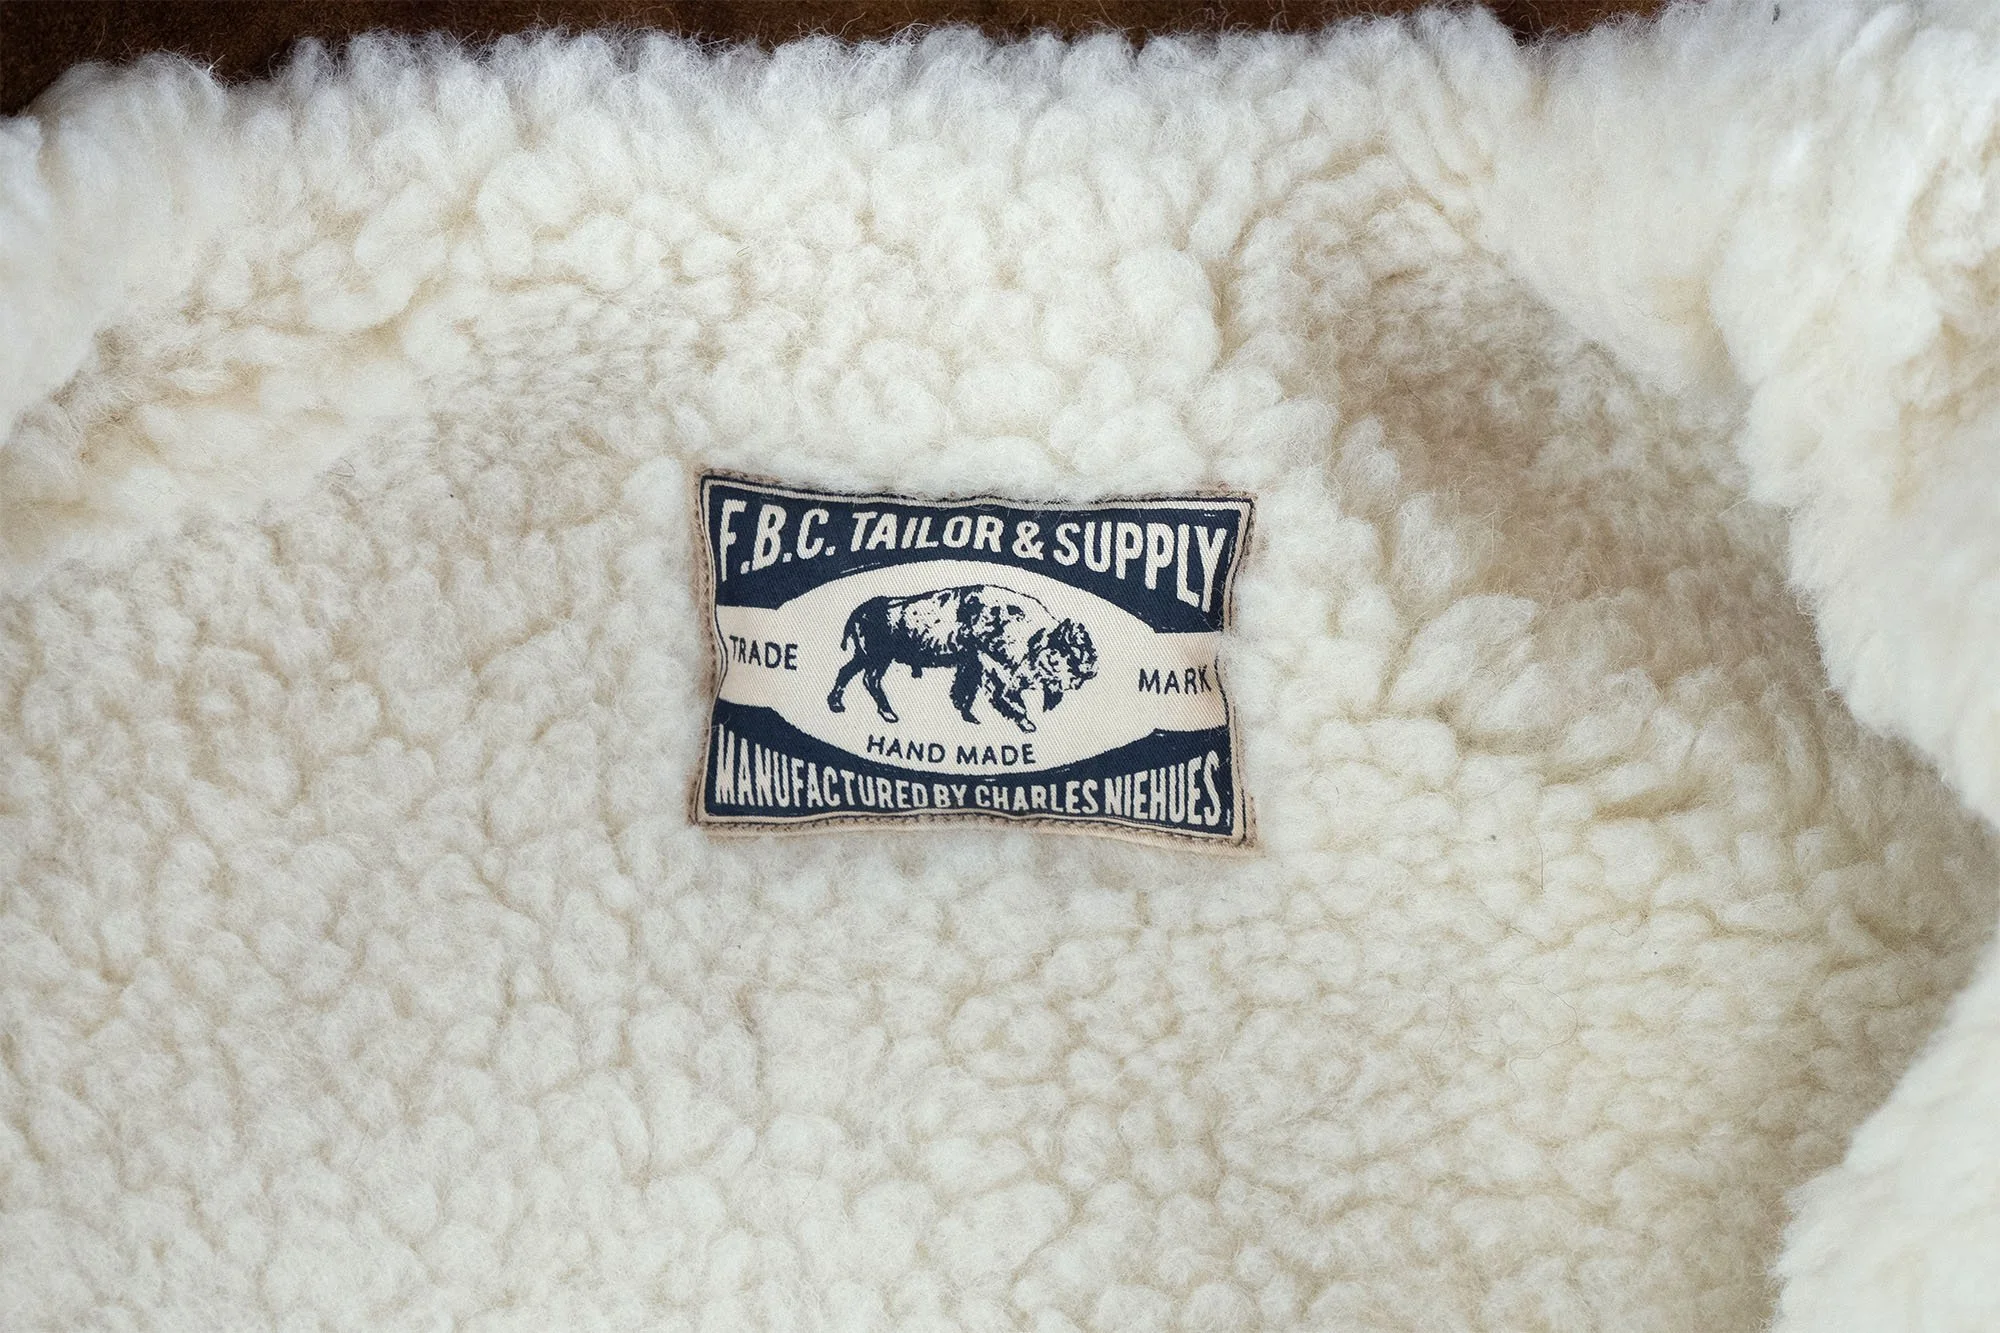 F.B.C. TAILOR & SUPPLY
TRADE MARK
HAND MADE
MANUFACTURED BY CHARLES NIEHUES